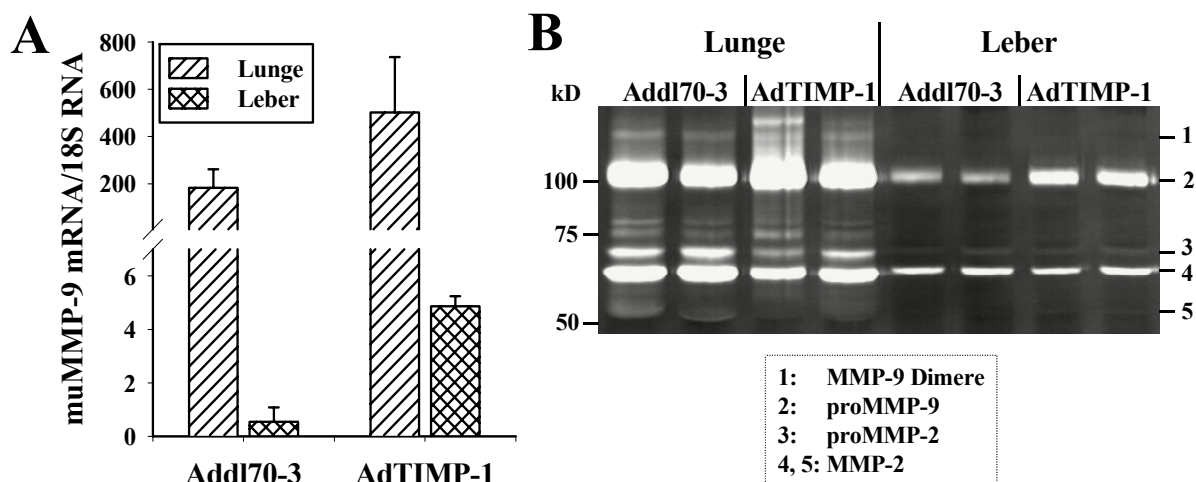 A
muMMP-9 mRNA/18S RNA
800
600
400
200
6
4
2
0
Lunge
Leber
Addl70-3 AdTIMP-1
B
Lunge Leber
kD Addl70-3 AdTIMP-1 Addl70-3 AdTIMP-1
100
75
50
1
2
3
4
5
1: MMP-9 Dimere
2: proMMP-9
3: proMMP-2
4, 5: MMP-2